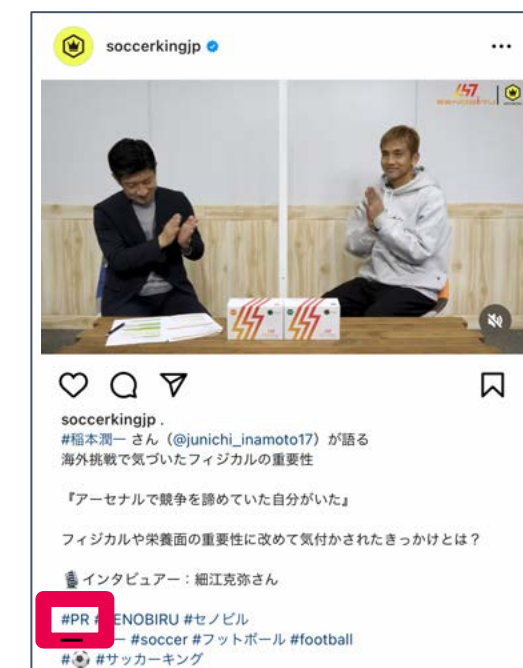 soccerkingjp
soccerkingjp .
#稲本潤一 さん（@junichi_inamoto17）が語る
海外挑戦で気づいたフィジカルの重要性
『アーセナルで競争を諦めていた自分がいた』
フィジカルや栄養面の重要性に改めて気付かされたきっかけとは？
インタビュアー：細江克弥さん
#PR #ENOBIRU #セノビル
ー #soccer #フットボール #football
#⚽ #サッカーキング